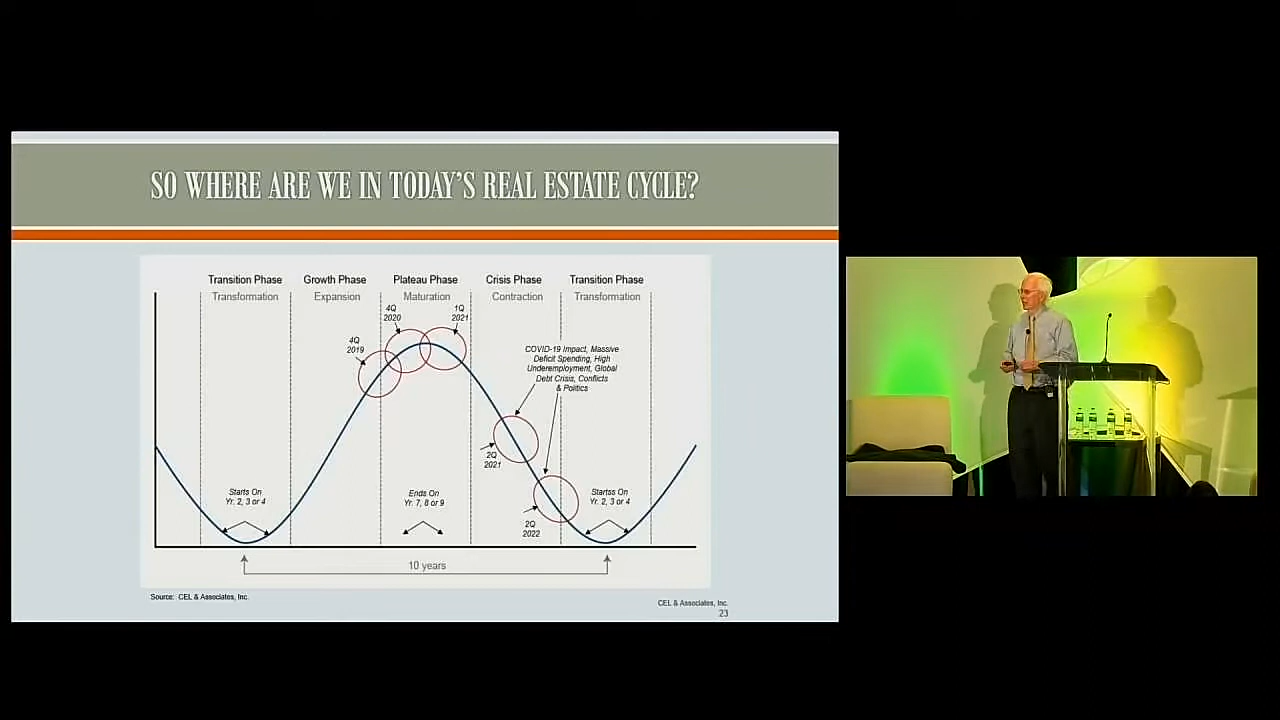 SO WHERE ARE WE IN TODAY'S REAL ESTATE CYCLE?
Transition Phase
Transformation
Growth Phase
Expansion
Plateau Phase
Maturation
Crisis Phase
Contraction
Transition Phase
Transformation
4Q
2019
4Q
2020
1Q
2021
COVID-19 Impact, Massive
Deficit Spending, High
Underemployment, Global
Debt Crisis, Conflicts
& Politics
2Q
2021
2Q
2022
Starts On
Yr. 2, 3 or 4
Ends On
Yr. 7, 8 or 9
Startss On
Yr. 2, 3 or 4
10 years
Source: CEL & Associates, Inc.
CEL & Associates, Inc.
23